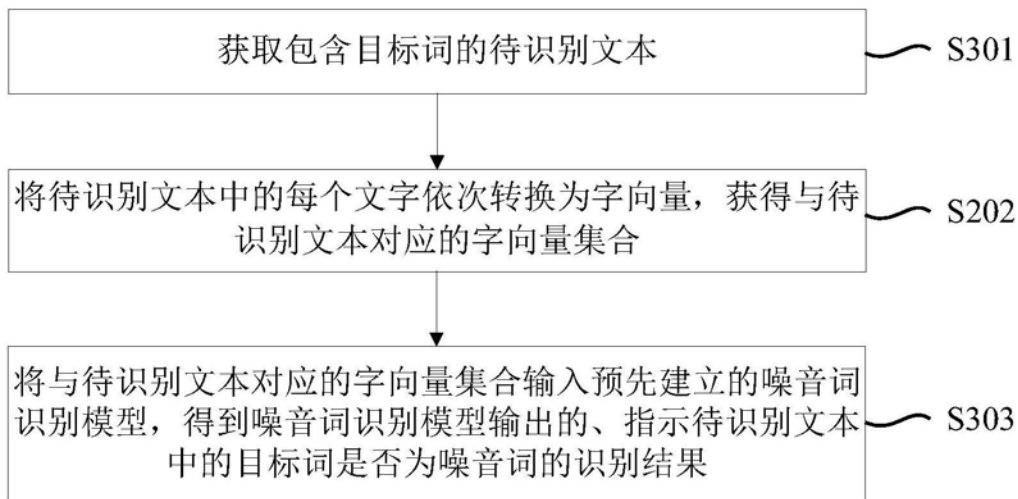 获取包含目标词的待识别文本
S301
将待识别文本中的每个文字依次转换为字向量，获得与待
识别文本对应的字向量集合
S202
将与待识别文本对应的字向量集合输入预先建立的噪音词
识别模型，得到噪音词识别模型输出的、指示待识别文本
中的目标词是否为噪音词的识别结果
S303